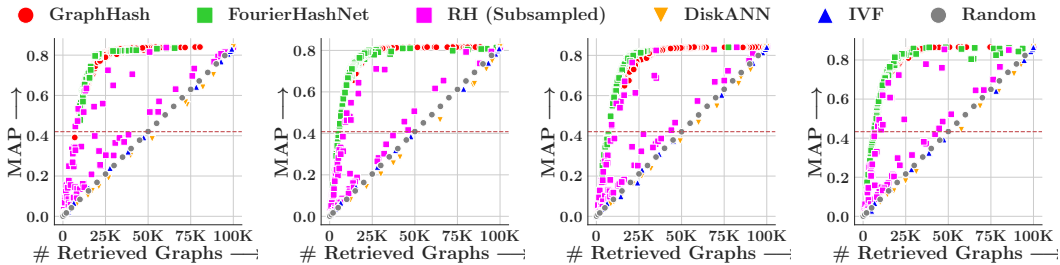 GraphHash FourierHashNet RH (Subsampled) DiskANN IVF Random
MAP → 0.8 0.6 0.4 0.2 0.0
0 25K 50K 75K 100K
# Retrieved Graphs →
MAP → 0.8 0.6 0.4 0.2 0.0
0 25K 50K 75K 100K
# Retrieved Graphs →
MAP → 0.8 0.6 0.4 0.2 0.0
0 25K 50K 75K 100K
# Retrieved Graphs →
MAP → 0.8 0.6 0.4 0.2 0.0
0 25K 50K 75K 100K
# Retrieved Graphs →